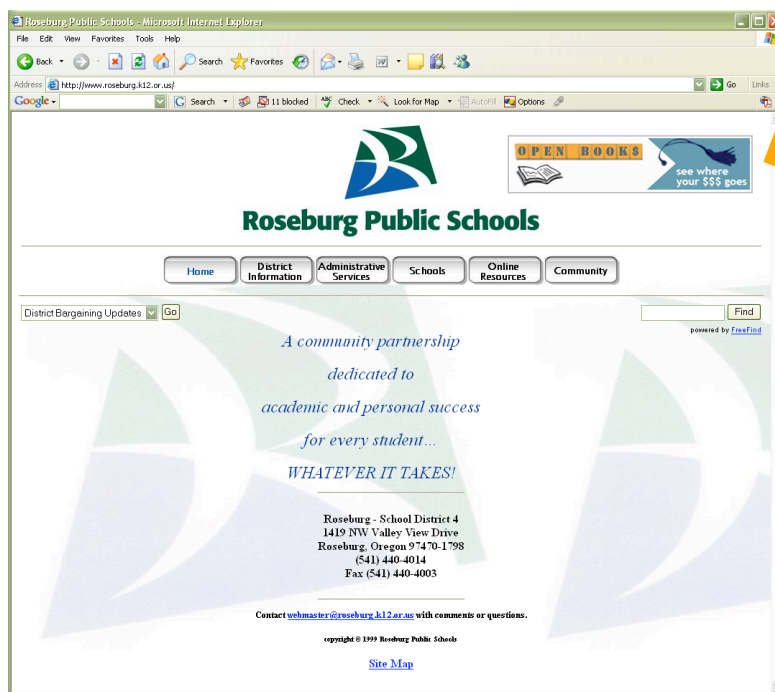 Roseburg Public Schools - Microsoft Internet Explorer
File Edit View Favorites Tools Help
Back Search Favorites
Address http://www.roseburg.k12.or.us/ Go Links
Google Search 11 blocked Check Look for Map AutoFill Options
OPEN BOOK$
see where
your $$$ goes
Roseburg Public Schools
Home District Information Administrative Services Schools Online Resources Community
District Bargaining Updates Go Find
powered by FreeFind
A community partnership
dedicated to
academic and personal success
for every student...
WHATEVER IT TAKES!
Roseburg - School District 4
1419 NW Valley View Drive
Roseburg, Oregon 97470-1798
(541) 440-4014
Fax (541) 440-4003
Contact webmaster@roseburg.k12.or.us with comments or questions.
copyright © 1999 Roseburg Public Schools
Site Map